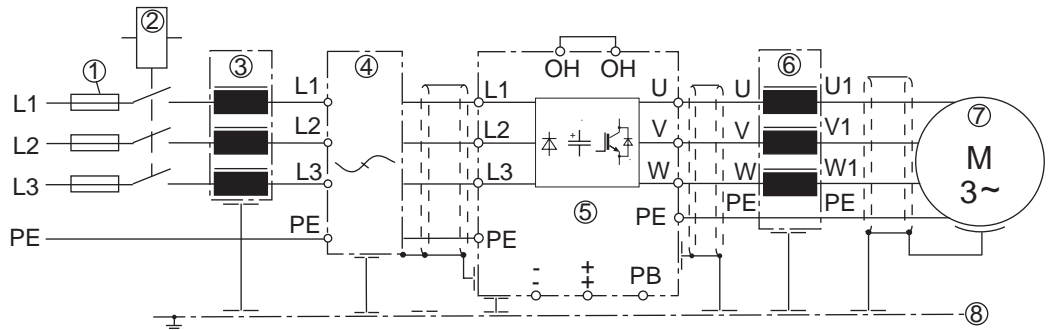 ②
① ③ ④ OH OH ⑥
L1 L1 L1 U U U1 ⑦
L2 L2 L2 V V V1 M
L3 L3 L3 W W W1 3~
PE PE PE ⑤ PE PE PE
- + PB
- +
⑧